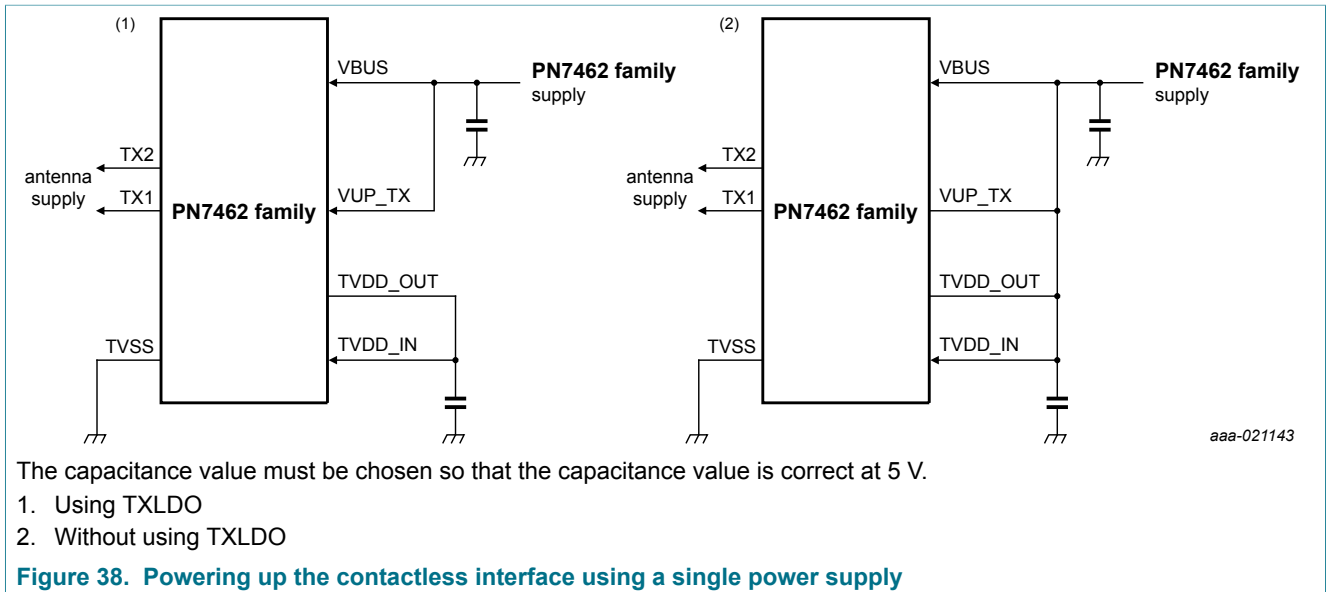 (1)
VBUS
PN7462 family
supply
TX2
antenna
supply
TX1
PN7462 family
VUP_TX
TVDD_OUT
TVSS
TVDD_IN
(2)
VBUS
PN7462 family
supply
TX2
antenna
supply
TX1
PN7462 family
VUP_TX
TVDD_OUT
TVSS
TVDD_IN
aaa-021143
The capacitance value must be chosen so that the capacitance value is correct at 5 V.
1. Using TXLDO
2. Without using TXLDO
Figure 38. Powering up the contactless interface using a single power supply